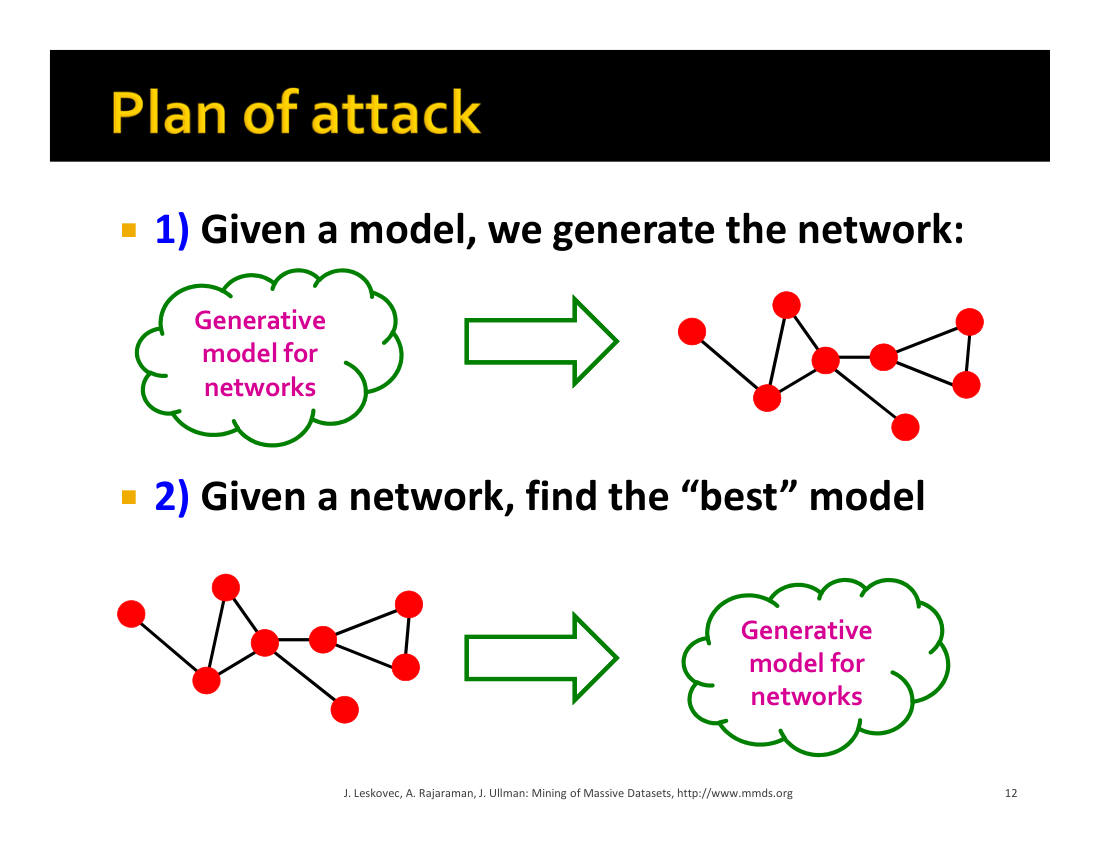 Plan of attack
1) Given a model, we generate the network:
Generative
model for
networks
2) Given a network, find the “best” model
Generative
model for
networks
J. Leskovec, A. Rajaraman, J. Ullman: Mining of Massive Datasets, http://www.mmds.org
12